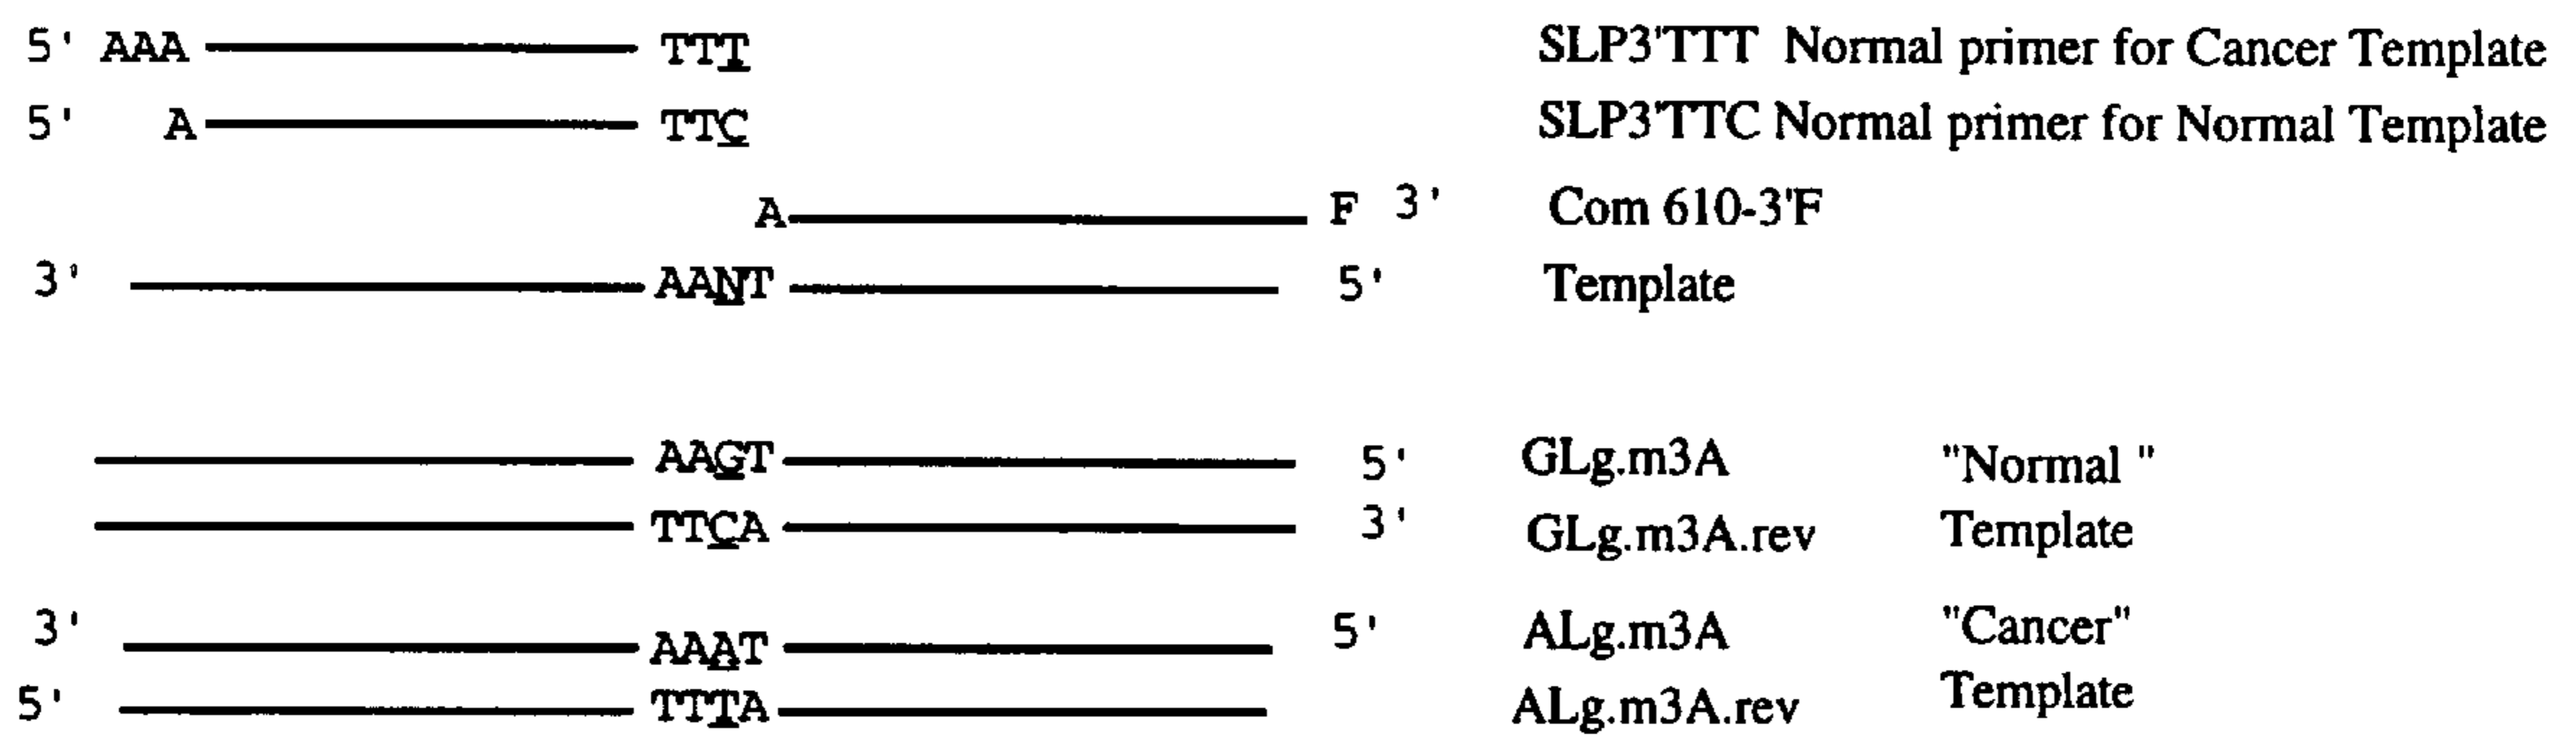 5' AAA TTT SLP3'TTT Normal primer for Cancer Template
5' A TTC SLP3'TTC Normal primer for Normal Template
A F 3' Com 610-3'F
3' AANT 5' Template
AAGT 5' GLg.m3A "Normal "
TTCA 3' GLg.m3A.rev Template
3' AAAT 5' ALg.m3A "Cancer"
5' TTTA ALg.m3A.rev Template